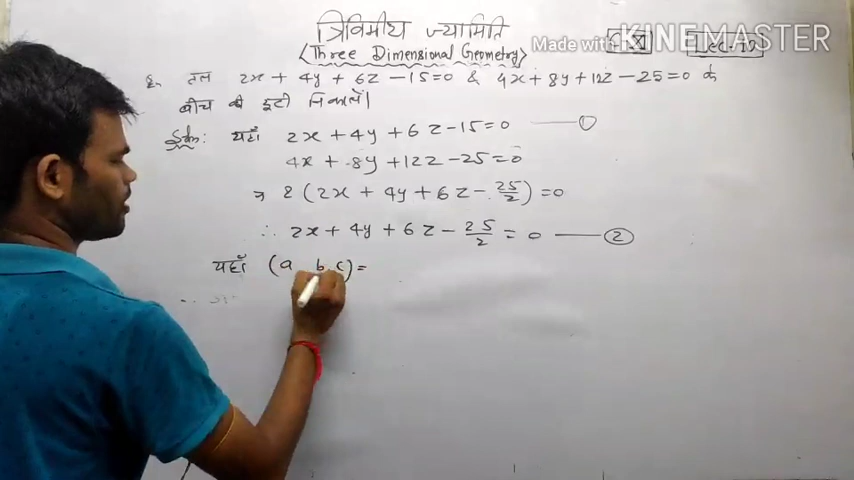 त्रिविमीय ज्यामिति
(Three Dimensional Geometry)
Made with KINEMASTER
तल 2x + 4y + 6z - 15 = 0 & 4x + 8y + 12z - 25 = 0 के
बीच की दूरी निकालें।
Soln: यहाँ 2x + 4y + 6z - 15 = 0 —— ①
4x + 8y + 12z - 25 = 0
⇒ 2 (2x + 4y + 6z - 25/2) = 0
∴ 2x + 4y + 6z - 25/2 = 0 —— ②
यहाँ (a, b, c) =